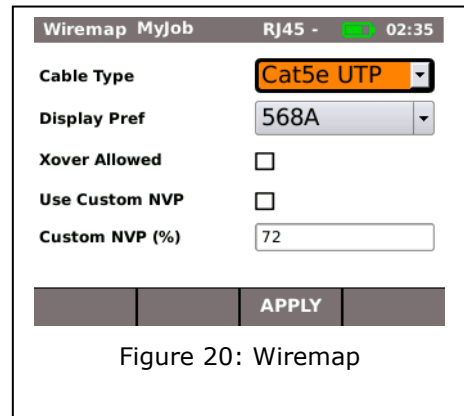 Wiremap MyJob RJ45 - 02:35
Cable Type Cat5e UTP
Display Pref 568A
Xover Allowed
Use Custom NVP
Custom NVP (%) 72
APPLY
Figure 20: Wiremap